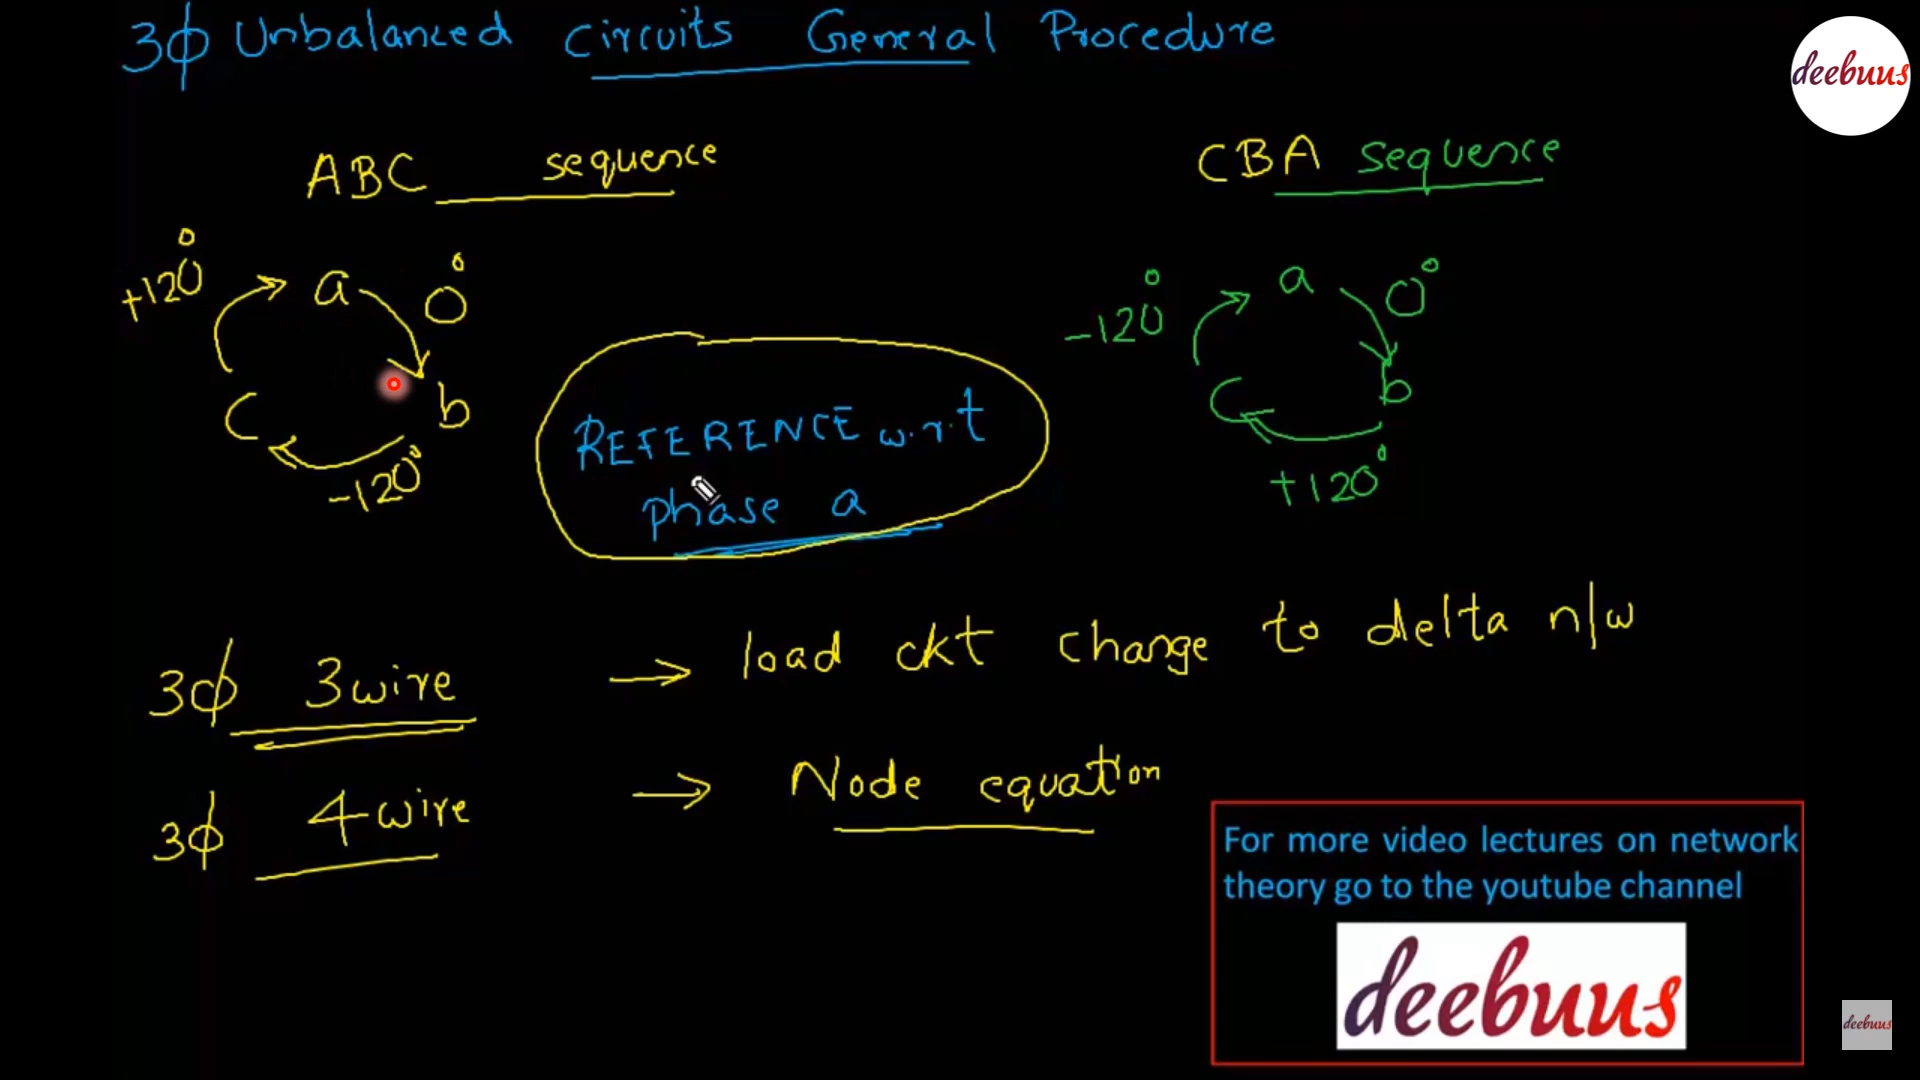 3ϕ Unbalanced Circuits General Procedure
deebuus
ABC sequence
CBA sequence
+120° a 0°
c b
-120°
-120° a 0°
c b
+120°
REFERENCE w.r.t
phase a
3ϕ 3wire → load ckt change to delta n/w
3ϕ 4wire → Node equation
For more video lectures on network
theory go to the youtube channel
deebuus
deebuus